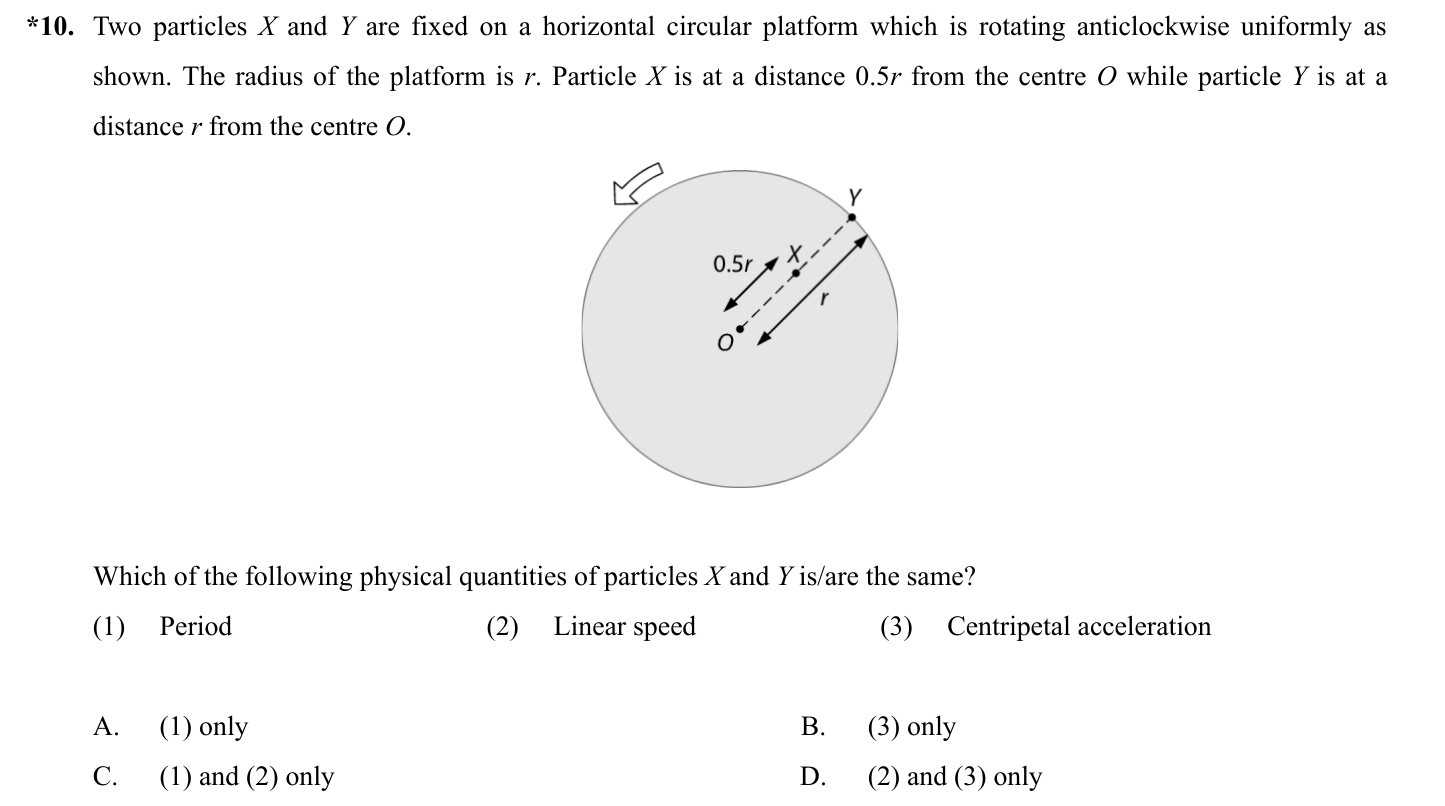 *10. Two particles X and Y are fixed on a horizontal circular platform which is rotating anticlockwise uniformly as
shown. The radius of the platform is r. Particle X is at a distance 0.5r from the centre O while particle Y is at a
distance r from the centre O.
Y
X
0.5r
r
O
Which of the following physical quantities of particles X and Y is/are the same?
(1) Period (2) Linear speed (3) Centripetal acceleration
A. (1) only B. (3) only
C. (1) and (2) only D. (2) and (3) only